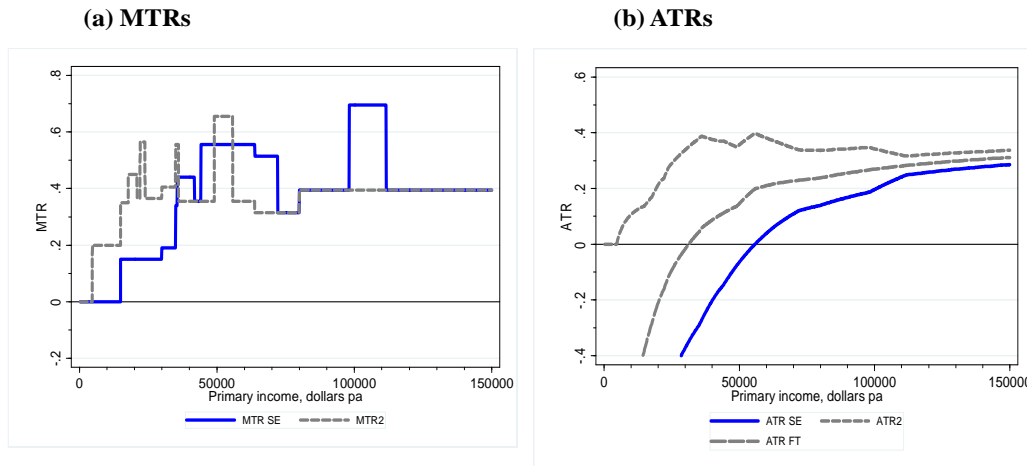 (a) MTRs
(b) ATRs
.8
.6
.4
.2
0
-.2
MTR
0
50000
100000
150000
Primary income, dollars pa
MTR SE
MTR2
.6
.4
.2
0
-.2
-.4
ATR
0
50000
100000
150000
Primary income, dollars pa
ATR SE
ATR2
ATR FT